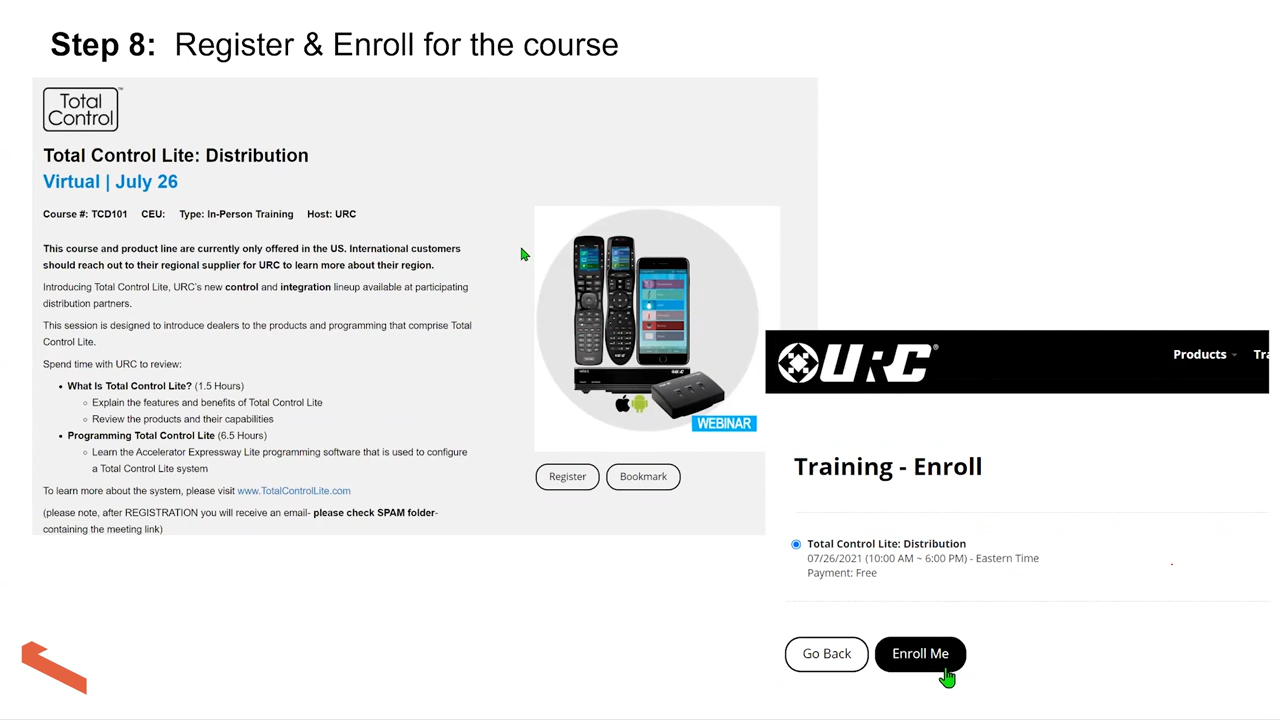 Step 8: Register & Enroll for the course
Total
Control
™
Total Control Lite: Distribution
Virtual | July 26
Course #: TCD101 CEU: Type: In-Person Training Host: URC
This course and product line are currently only offered in the US. International customers
should reach out to their regional supplier for URC to learn more about their region.
Introducing Total Control Lite, URC's new control and integration lineup available at participating
distribution partners.
This session is designed to introduce dealers to the products and programming that comprise Total
Control Lite.
Spend time with URC to review:
• What Is Total Control Lite? (1.5 Hours)
○ Explain the features and benefits of Total Control Lite
○ Review the products and their capabilities
• Programming Total Control Lite (6.5 Hours)
○ Learn the Accelerator Expressway Lite programming software that is used to configure
a Total Control Lite system
To learn more about the system, please visit www.TotalControlLite.com
(please note, after REGISTRATION you will receive an email- please check SPAM folder-
containing the meeting link)
WEBINAR
Register Bookmark
URC® Products Tra
Training - Enroll
Total Control Lite: Distribution
07/26/2021 (10:00 AM ~ 6:00 PM) - Eastern Time
Payment: Free
Go Back Enroll Me